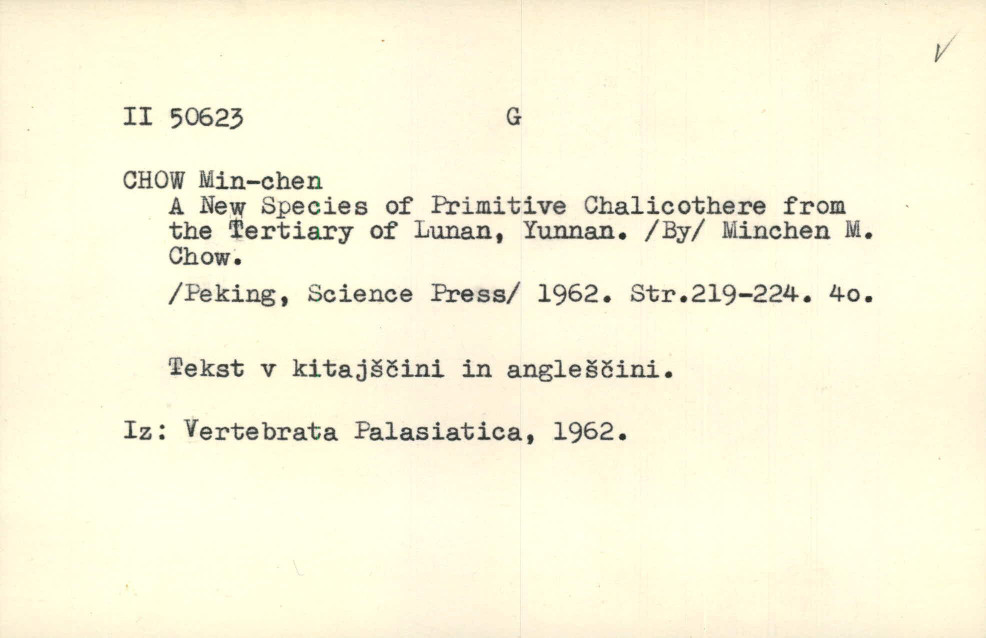 II 50623 G
CHOW Min-chen
A New Species of Primitive Chalicothere from
the Tertiary of Lunan, Yunnan. /By/ Minchen M.
Chow.
/Peking, Science Press/ 1962. Str.219-224. 4o.
Tekst v kitajščini in angleščini.
Iz: Vertebrata Palasiatica, 1962.